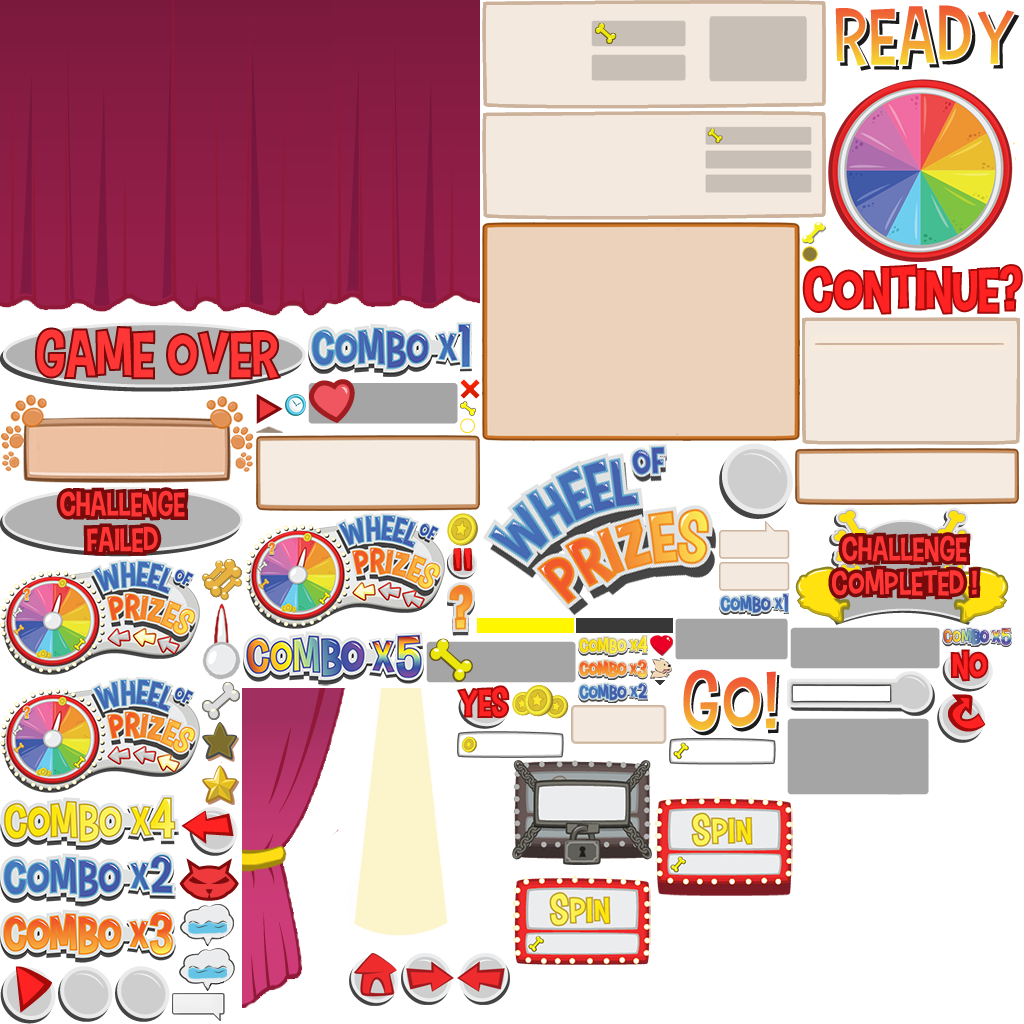 READY
CONTINUE?
GAME OVER
COMBO x1
CHALLENGE
FAILED
WHEEL OF
PRIZES
WHEEL OF
PRIZES
?
CHALLENGE
COMPLETED!
WHEEL OF
PRIZES
COMBO x1
COMBO x5
COMBO x4
COMBO x3
COMBO x2
COMBO x5
NO
YES
GO!
WHEEL OF
PRIZES
COMBO x4
COMBO x2
COMBO x3
SPIN
SPIN